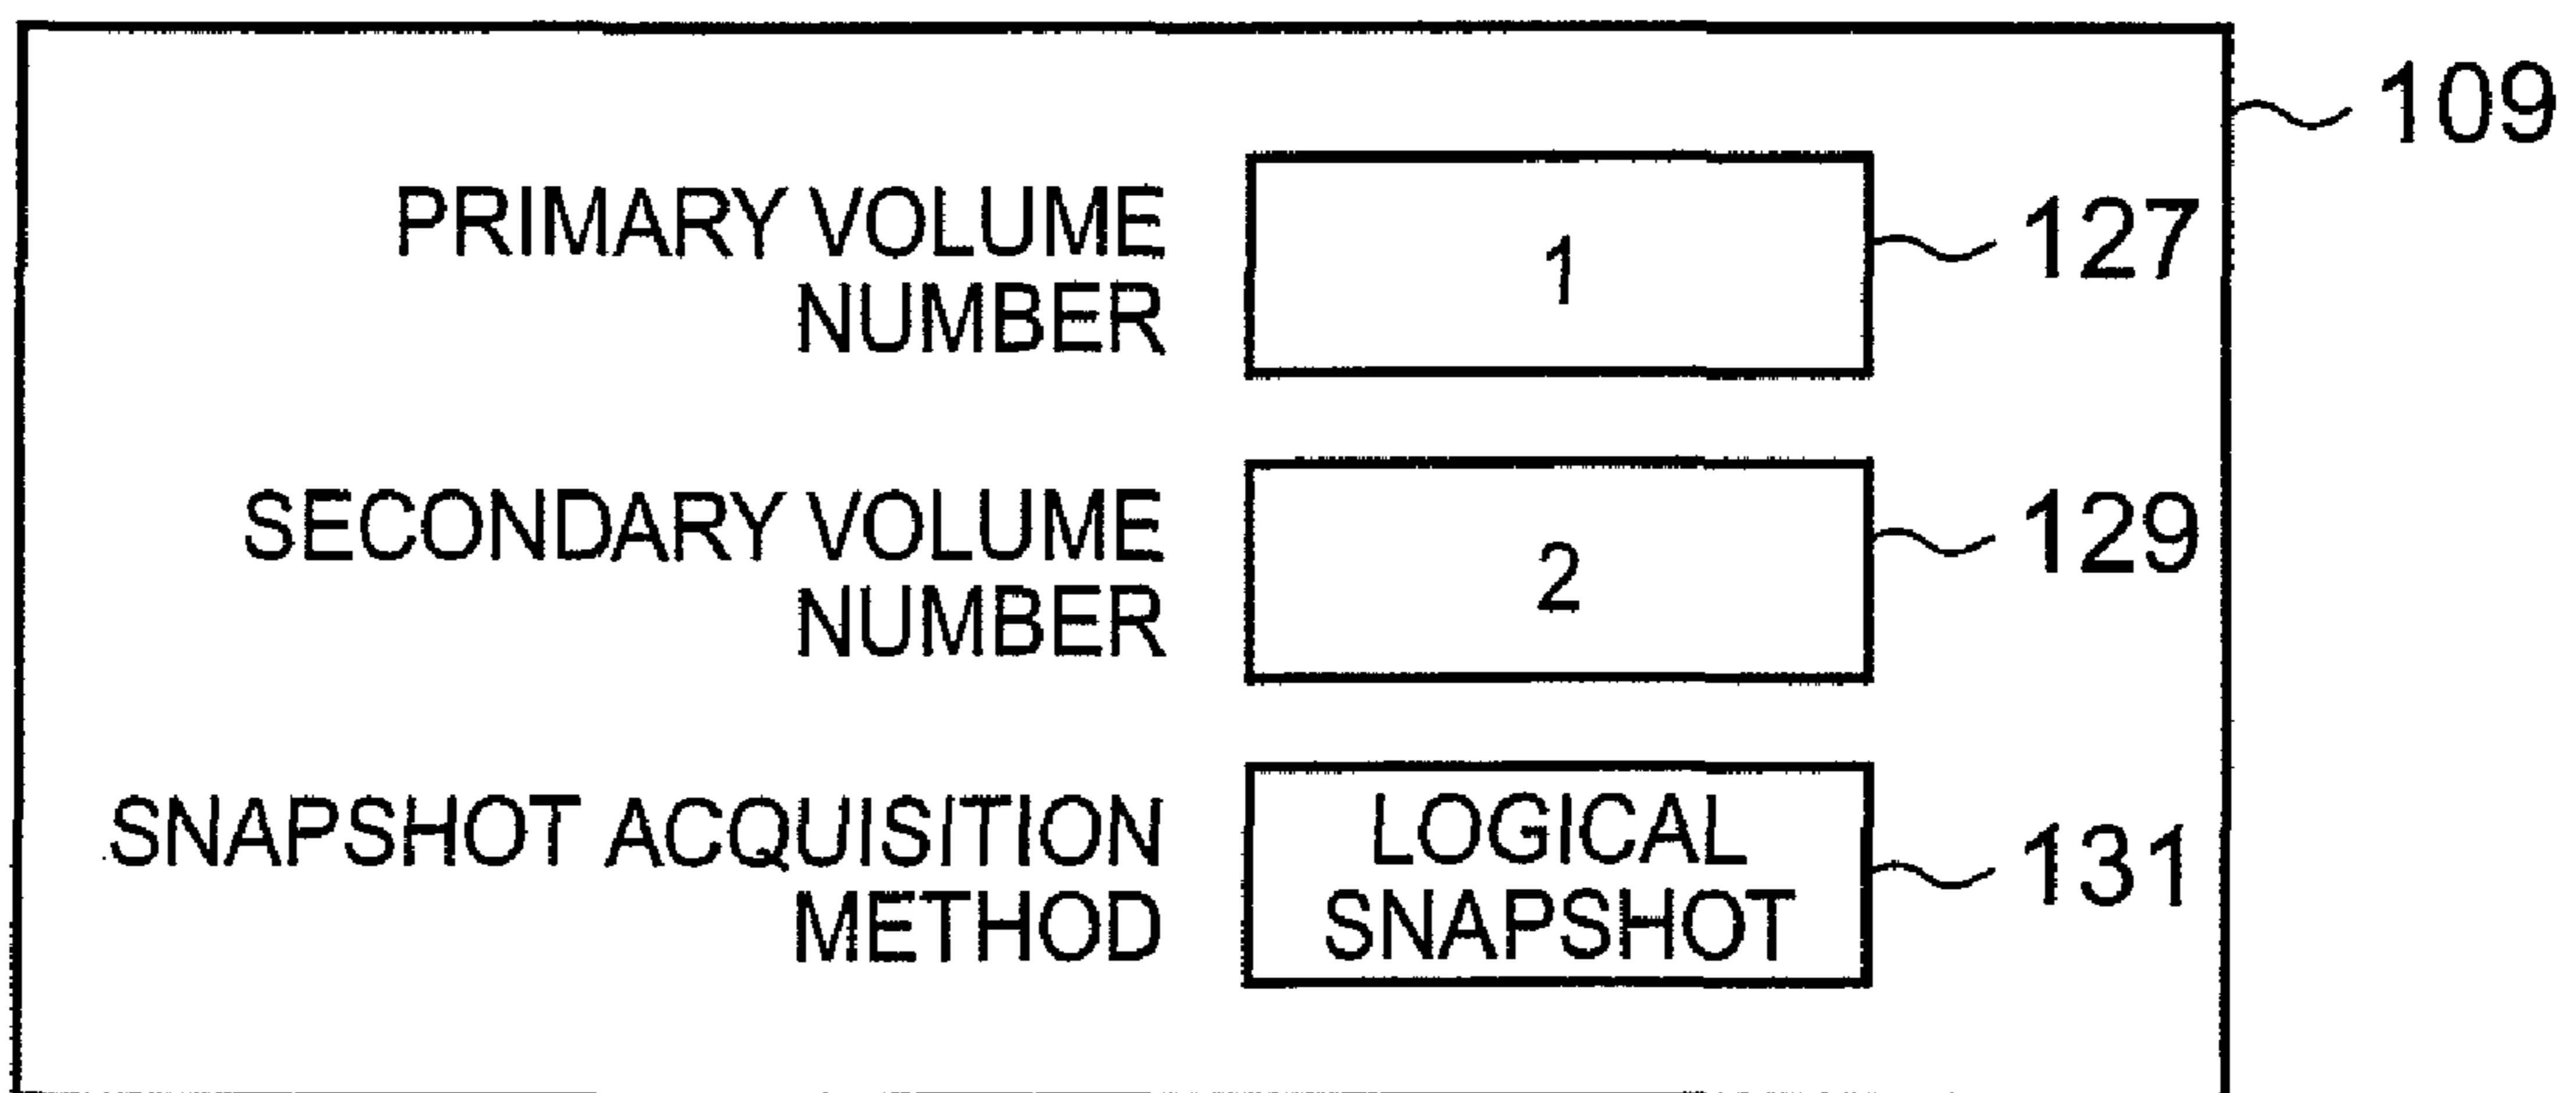 109
PRIMARY VOLUME
NUMBER
1
127
SECONDARY VOLUME
NUMBER
2
129
SNAPSHOT ACQUISITION
METHOD
LOGICAL
SNAPSHOT
131